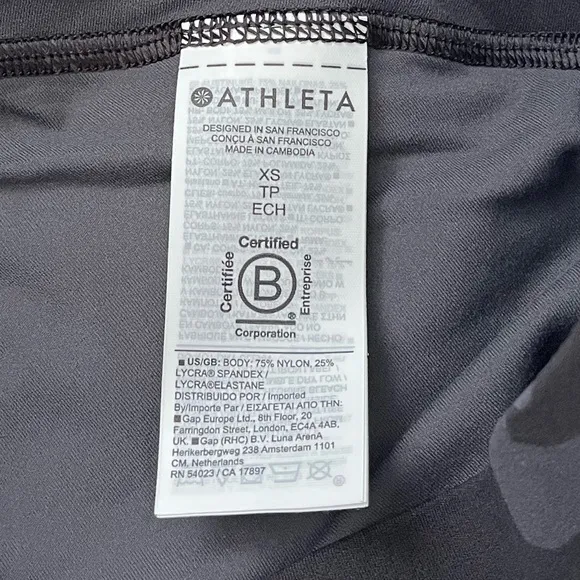 ATHLETA
DESIGNED IN SAN FRANCISCO
CONÇU À SAN FRANCISCO
MADE IN CAMBODIA
XS
TP
ECH
Certified
Certifiée
B
Entreprise
®
Corporation
■ US/GB: BODY: 75% NYLON, 25%
LYCRA® SPANDEX /
LYCRA®ELASTANE
DISTRIBUIDO POR / Imported
By/Importe Par / ΕΙΣΑΓΕΤΑΙ ΑΠΟ ΤΗΝ:
■ Gap Europe Ltd., 8th Floor, 20
Farringdon Street, London, EC4A 4AB,
UK. ■ Gap (RHC) B.V. Luna ArenA
Herikerbergweg 238 Amsterdam 1101
CM, Netherlands
RN 54023 / CA 17897